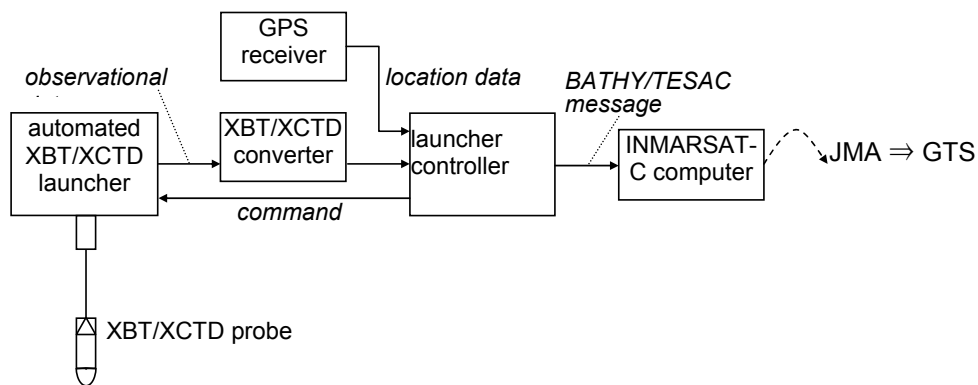 GPS
receiver
observational
location data
BATHY/TESAC
message
automated
XBT/XCTD
launcher
XBT/XCTD
converter
launcher
controller
INMARSAT-
C computer
JMA ⇒ GTS
command
XBT/XCTD probe